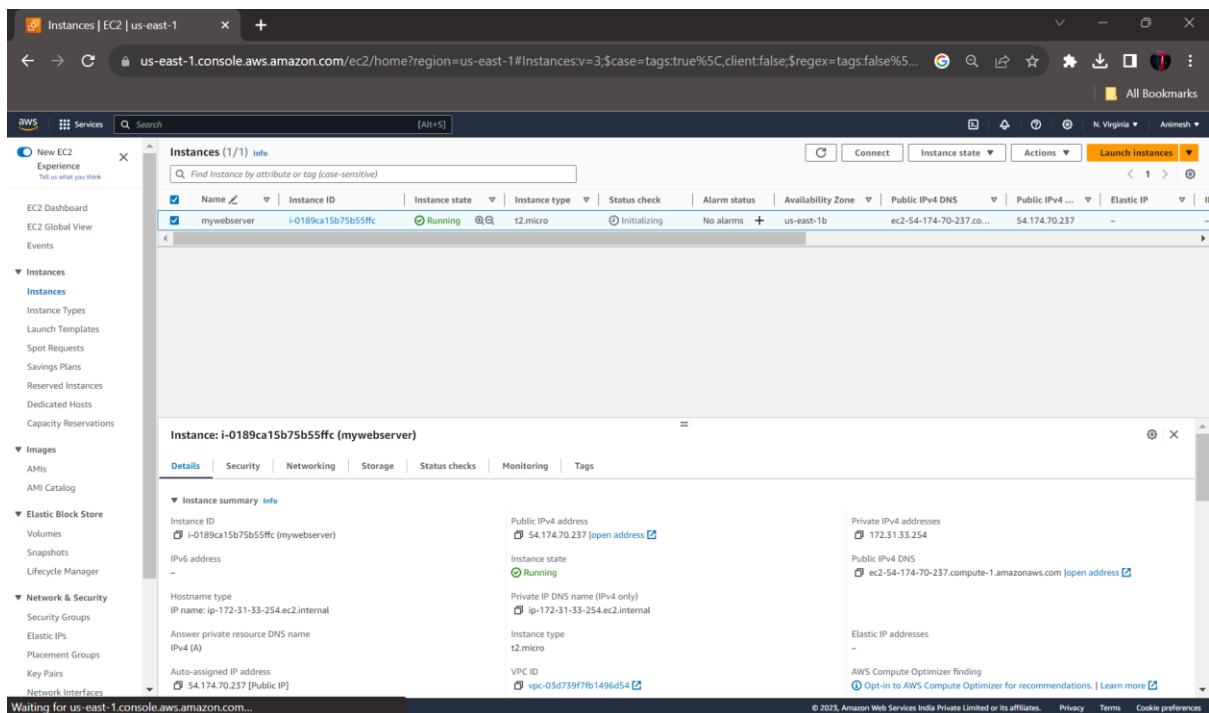 Instances | EC2 | us-east-1
us-east-1.console.aws.amazon.com/ec2/home?region=us-east-1#Instances:v=3;$case=tags:true%5C,client:false;$regex=tags:false%5...
All Bookmarks
aws Services Search [Alt+S] N. Virginia Animesh
New EC2
Experience
Tell us what you think
EC2 Dashboard
EC2 Global View
Events
Instances
Instances
Instance Types
Launch Templates
Spot Requests
Savings Plans
Reserved Instances
Dedicated Hosts
Capacity Reservations
Images
AMIs
AMI Catalog
Elastic Block Store
Volumes
Snapshots
Lifecycle Manager
Network & Security
Security Groups
Elastic IPs
Placement Groups
Key Pairs
Network Interfaces
Instances (1/1) Info Connect Instance state Actions Launch instances
Find Instance by attribute or tag (case-sensitive) 1
Name Instance ID Instance state Instance type Status check Alarm status Availability Zone Public IPv4 DNS Public IPv4 ... Elastic IP
mywebserver i-0189ca15b75b55ffc Running t2.micro Initializing No alarms + us-east-1b ec2-54-174-70-237.co... 54.174.70.237 –
Instance: i-0189ca15b75b55ffc (mywebserver)
Details Security Networking Storage Status checks Monitoring Tags
Instance summary Info
Instance ID Public IPv4 address Private IPv4 addresses
i-0189ca15b75b55ffc (mywebserver) 54.174.70.237 |open address 172.31.33.254
IPv6 address Instance state Public IPv4 DNS
– Running ec2-54-174-70-237.compute-1.amazonaws.com |open address
Hostname type Private IP DNS name (IPv4 only)
IP name: ip-172-31-33-254.ec2.internal ip-172-31-33-254.ec2.internal
Answer private resource DNS name Instance type Elastic IP addresses
IPv4 (A) t2.micro –
Auto-assigned IP address VPC ID AWS Compute Optimizer finding
54.174.70.237 [Public IP] vpc-03d739f7fb1496d54 Opt-in to AWS Compute Optimizer for recommendations. | Learn more
Waiting for us-east-1.console.aws.amazon.com...
© 2023, Amazon Web Services India Private Limited or its affiliates. Privacy Terms Cookie preferences